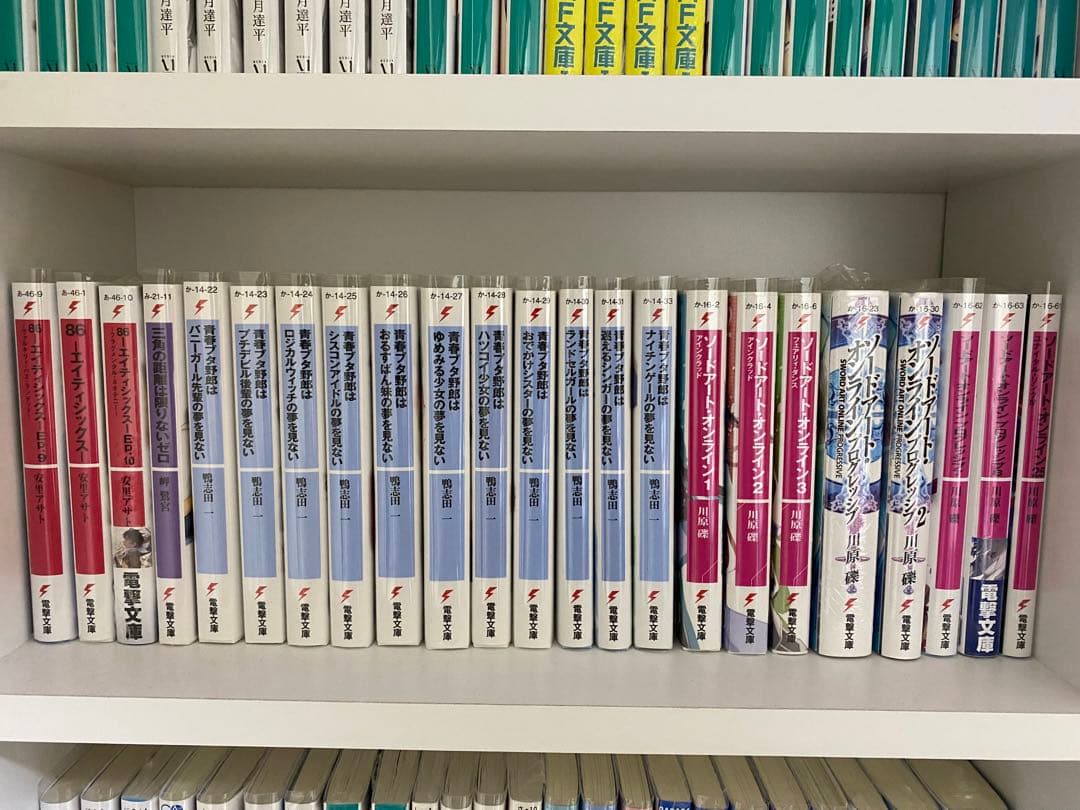 月達平
月達平
月達平
月達平
月達平
月達平
F文庫
F文庫
F文庫
F文庫
あ-46-9
86
―エイティシックス―EP.9
安里アサト
電撃文庫
あ-46-1
86―エイティシックス―
安里アサト
電撃文庫
あ-46-10
86
―エイティシックス―EP.10
安里アサト
電撃文庫
み-21-11
三角の距離は限りないゼロ
岬 鷺宮
電撃文庫
か-14-22
青春ブタ野郎は
バニーガール先輩の夢を見ない
鴨志田 一
電撃文庫
か-14-23
青春ブタ野郎は
プチデビル後輩の夢を見ない
鴨志田 一
電撃文庫
か-14-24
青春ブタ野郎は
ロジカルウィッチの夢を見ない
鴨志田 一
電撃文庫
か-14-25
青春ブタ野郎は
シスコンアイドルの夢を見ない
鴨志田 一
電撃文庫
か-14-26
青春ブタ野郎は
おるすばん妹の夢を見ない
鴨志田 一
電撃文庫
か-14-27
青春ブタ野郎は
ゆめみる少女の夢を見ない
鴨志田 一
電撃文庫
か-14-28
青春ブタ野郎は
ハツコイ少女の夢を見ない
鴨志田 一
電撃文庫
か-14-29
青春ブタ野郎は
おでかけシスターの夢を見ない
鴨志田 一
電撃文庫
か-14-30
青春ブタ野郎は
ランドセルガールの夢を見ない
鴨志田 一
電撃文庫
か-14-31
青春ブタ野郎は
迷えるシンガーの夢を見ない
鴨志田 一
電撃文庫
か-14-33
青春ブタ野郎は
ナイチンゲールの夢を見ない
鴨志田 一
電撃文庫
か-16-2
ソードアート・オンライン1
アインクラッド
川原 礫
電撃文庫
か-16-4
ソードアート・オンライン2
アインクラッド
川原 礫
電撃文庫
か-16-6
ソードアート・オンライン3
フェアリィ・ダンス
川原 礫
電撃文庫
か-16-23
ソードアート・
オンライン プログレッシブ
SWORD ART ONLINE PROGRESSIVE
川原 礫
電撃文庫
か-16-30
ソードアート・
オンライン プログレッシブ2
SWORD ART ONLINE PROGRESSIVE
川原 礫
電撃文庫
か-16-62
川原 礫
電撃文庫
か-16-63
川原 礫
電撃文庫
か-16-61
ソードアート・オンライン
川原 礫
電撃文庫